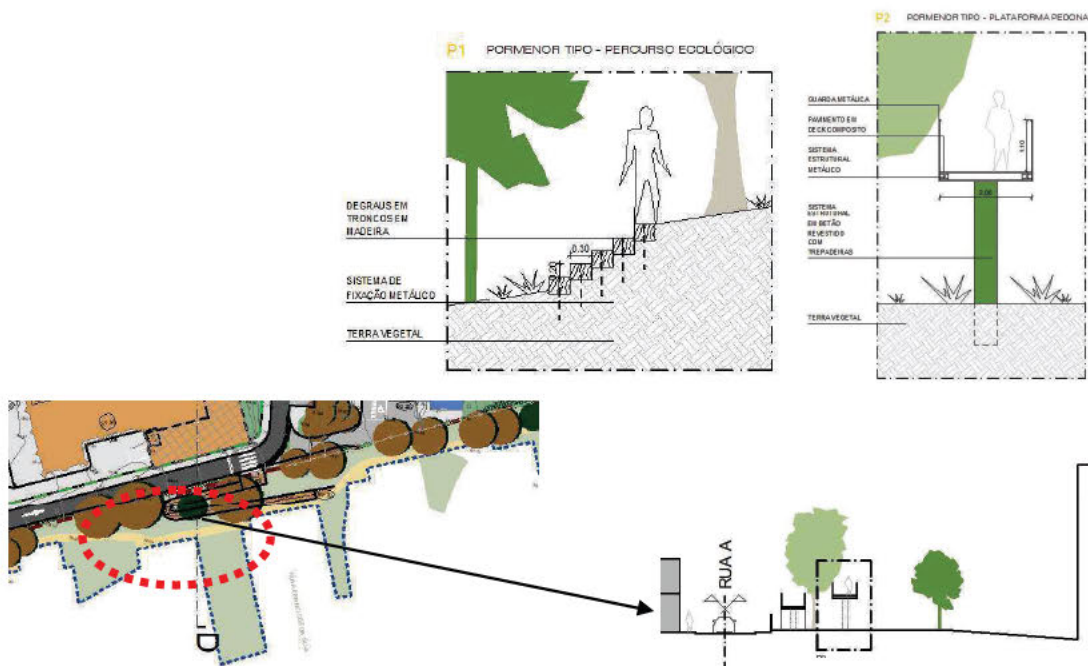 P1 PORMENOR TIPO - PERCURSO ECOLÓGICO
DEGRAUS EM
TRONCOS EM
MADEIRA
SISTEMA DE
FIXAÇÃO METÁLICO
TERRA VEGETAL
0.30
P2 PORMENOR TIPO - PLATAFORMA PEDONA
GUARDA METÁLICA
PAVIMENTO EM
DECK COMPOSITO
SISTEMA
ESTRUTURAL
METÁLICO
SISTEMA
ESTRUTURAL
EM BETÃO
REVESTIDO
COM
TREPADEIRAS
TERRA VEGETAL
1.10
D
RUA A